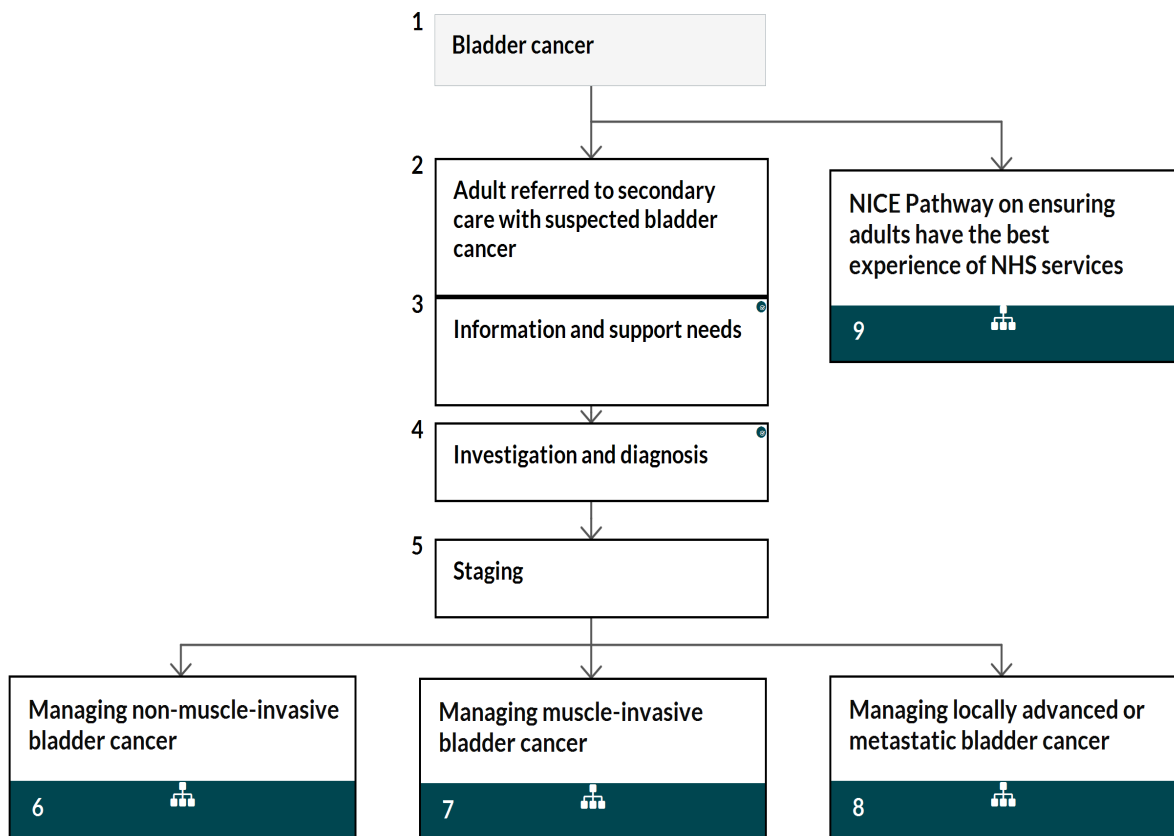 1
Bladder cancer
2
Adult referred to secondary
care with suspected bladder
cancer
NICE Pathway on ensuring
adults have the best
experience of NHS services
9
3
Information and support needs
4
Investigation and diagnosis
5
Staging
Managing non-muscle-invasive
bladder cancer
6
Managing muscle-invasive
bladder cancer
7
Managing locally advanced or
metastatic bladder cancer
8